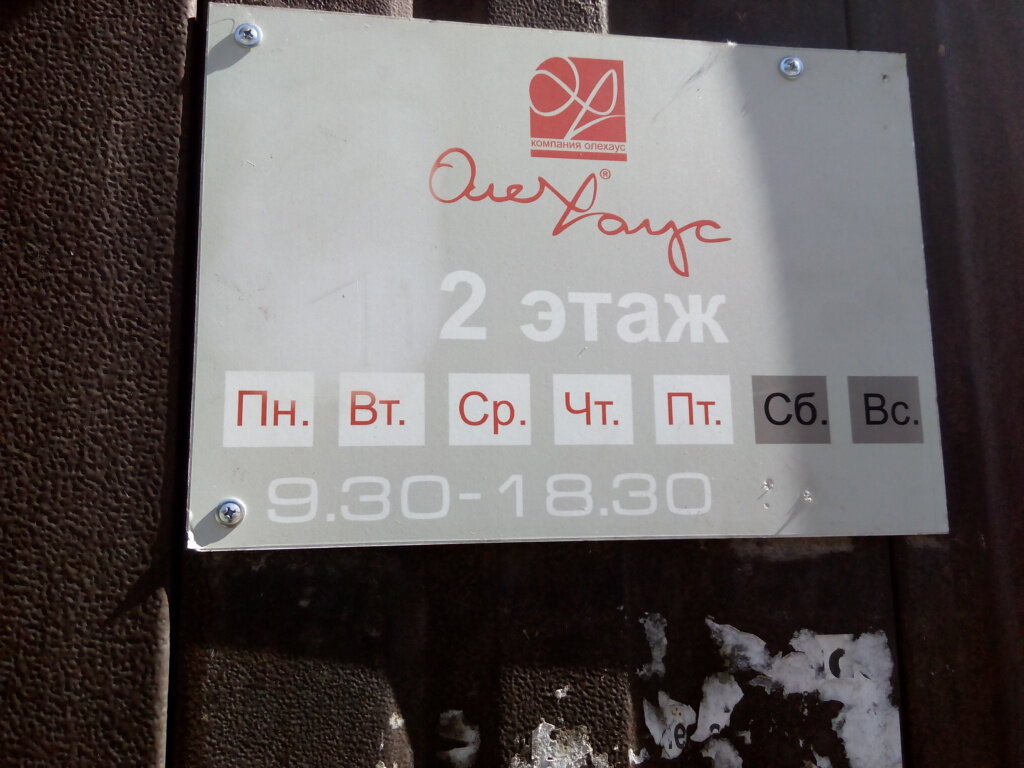 компания олехаус
ОлеХаус®
2 этаж
Пн. Вт. Ср. Чт. Пт. Сб. Вс.
9.30-18.30